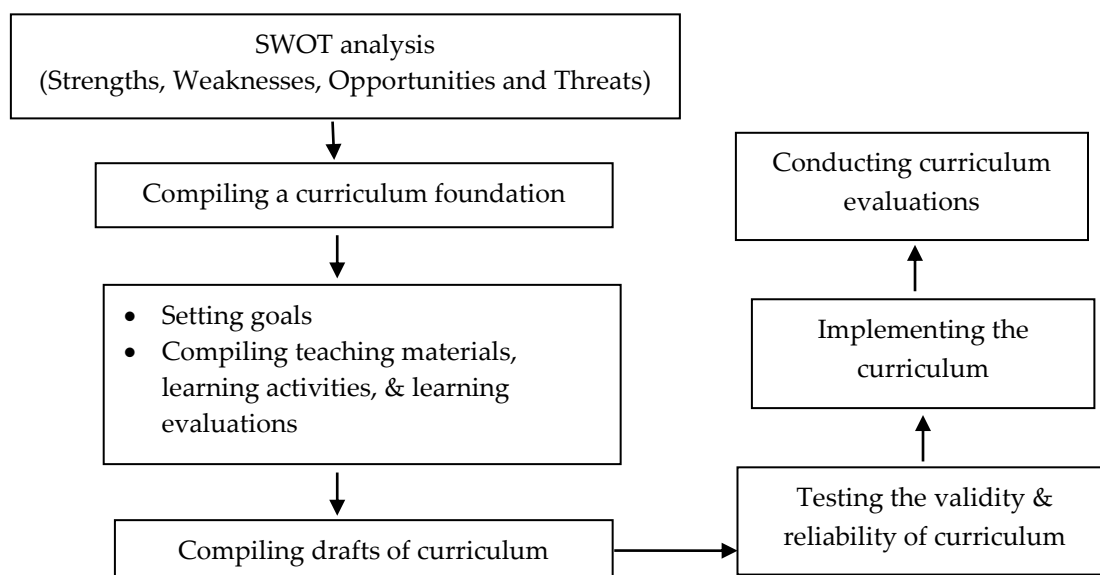 SWOT analysis
(Strengths, Weaknesses, Opportunities and Threats)
Compiling a curriculum foundation
• Setting goals
• Compiling teaching materials,
learning activities, & learning
evaluations
Compiling drafts of curriculum
Testing the validity &
reliability of curriculum
Implementing the
curriculum
Conducting curriculum
evaluations